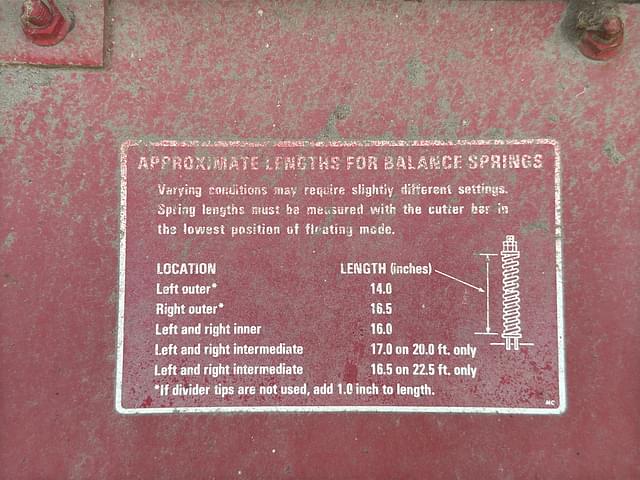 APPROXIMATE LENGTHS FOR BALANCE SPRINGS
Varying conditions may require slightly different settings.
Spring lengths must be measured with the cutter bar in
the lowest position of floating mode.
LOCATION LENGTH (inches)
Left outer* 14.0
Right outer* 16.5
Left and right inner 16.0
Left and right intermediate 17.0 on 20.0 ft. only
Left and right intermediate 16.5 on 22.5 ft. only
*If divider tips are not used, add 1.0 inch to length.
MC